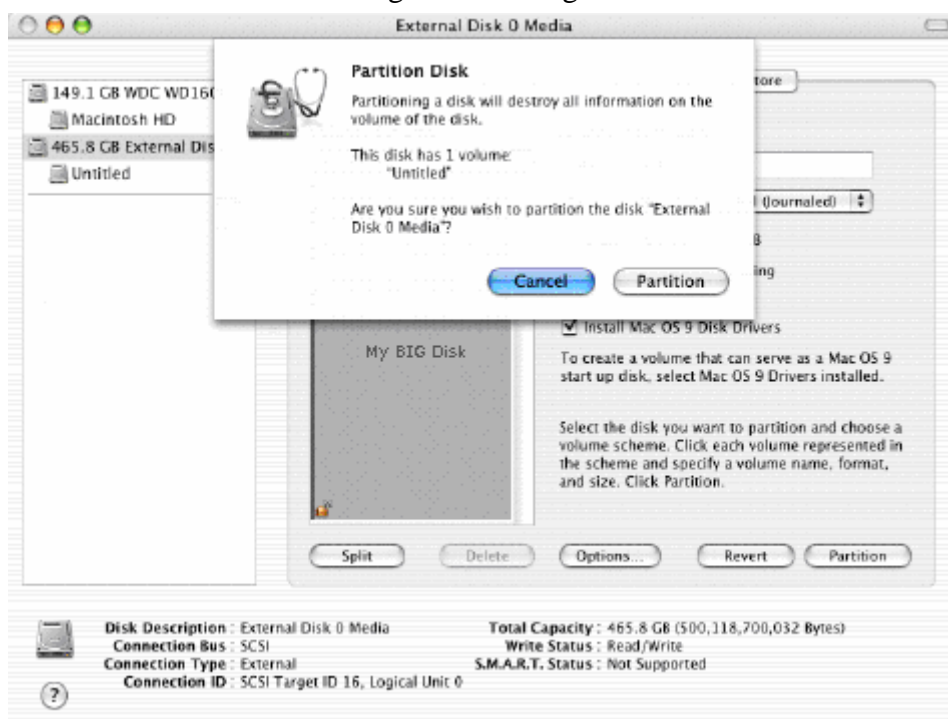 External Disk 0 Media
149.1 GB WDC WD16
Macintosh HD
465.8 GB External Dis
Untitled
Partition Disk
Partitioning a disk will destroy all information on the
volume of the disk.
This disk has 1 volume:
"Untitled"
Are you sure you wish to partition the disk "External
Disk 0 Media"?
Cancel
Partition
tore
(Journaled)
B
ing
Install Mac OS 9 Disk Drivers
To create a volume that can serve as a Mac OS 9
start up disk, select Mac OS 9 Drivers installed.
Select the disk you want to partition and choose a
volume scheme. Click each volume represented in
the scheme and specify a volume name, format,
and size. Click Partition.
My BIG Disk
Split
Delete
Options...
Revert
Partition
Disk Description : External Disk 0 Media
Connection Bus : SCSI
Connection Type : External
Connection ID : SCSI Target ID 16, Logical Unit 0
Total Capacity : 465.8 GB (500,118,700,032 Bytes)
Write Status : Read/Write
S.M.A.R.T. Status : Not Supported
?